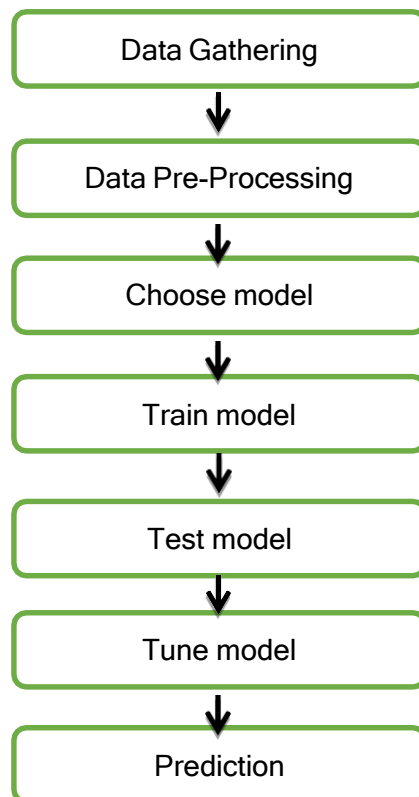 Data Gathering
Data Pre-Processing
Choose model
Train model
Test model
Tune model
Prediction